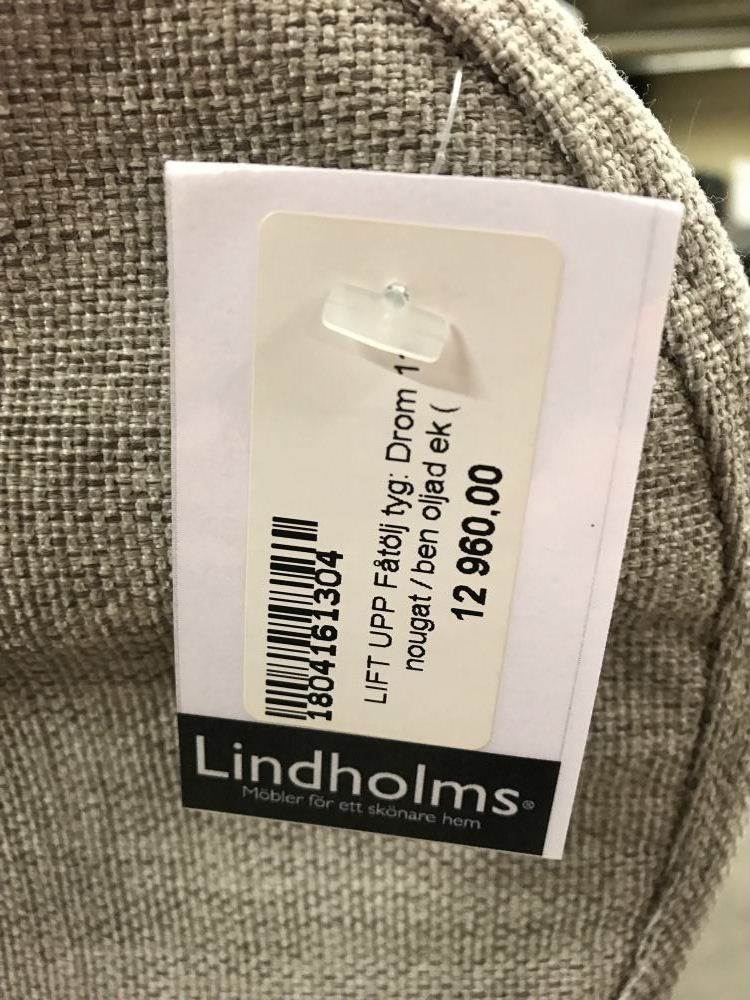 1804161304
LIFT UPP Fåtölj tyg: Drom 11
nougat / ben oljad ek (
12 960,00
Lindholms®
Möbler för ett skönare hem